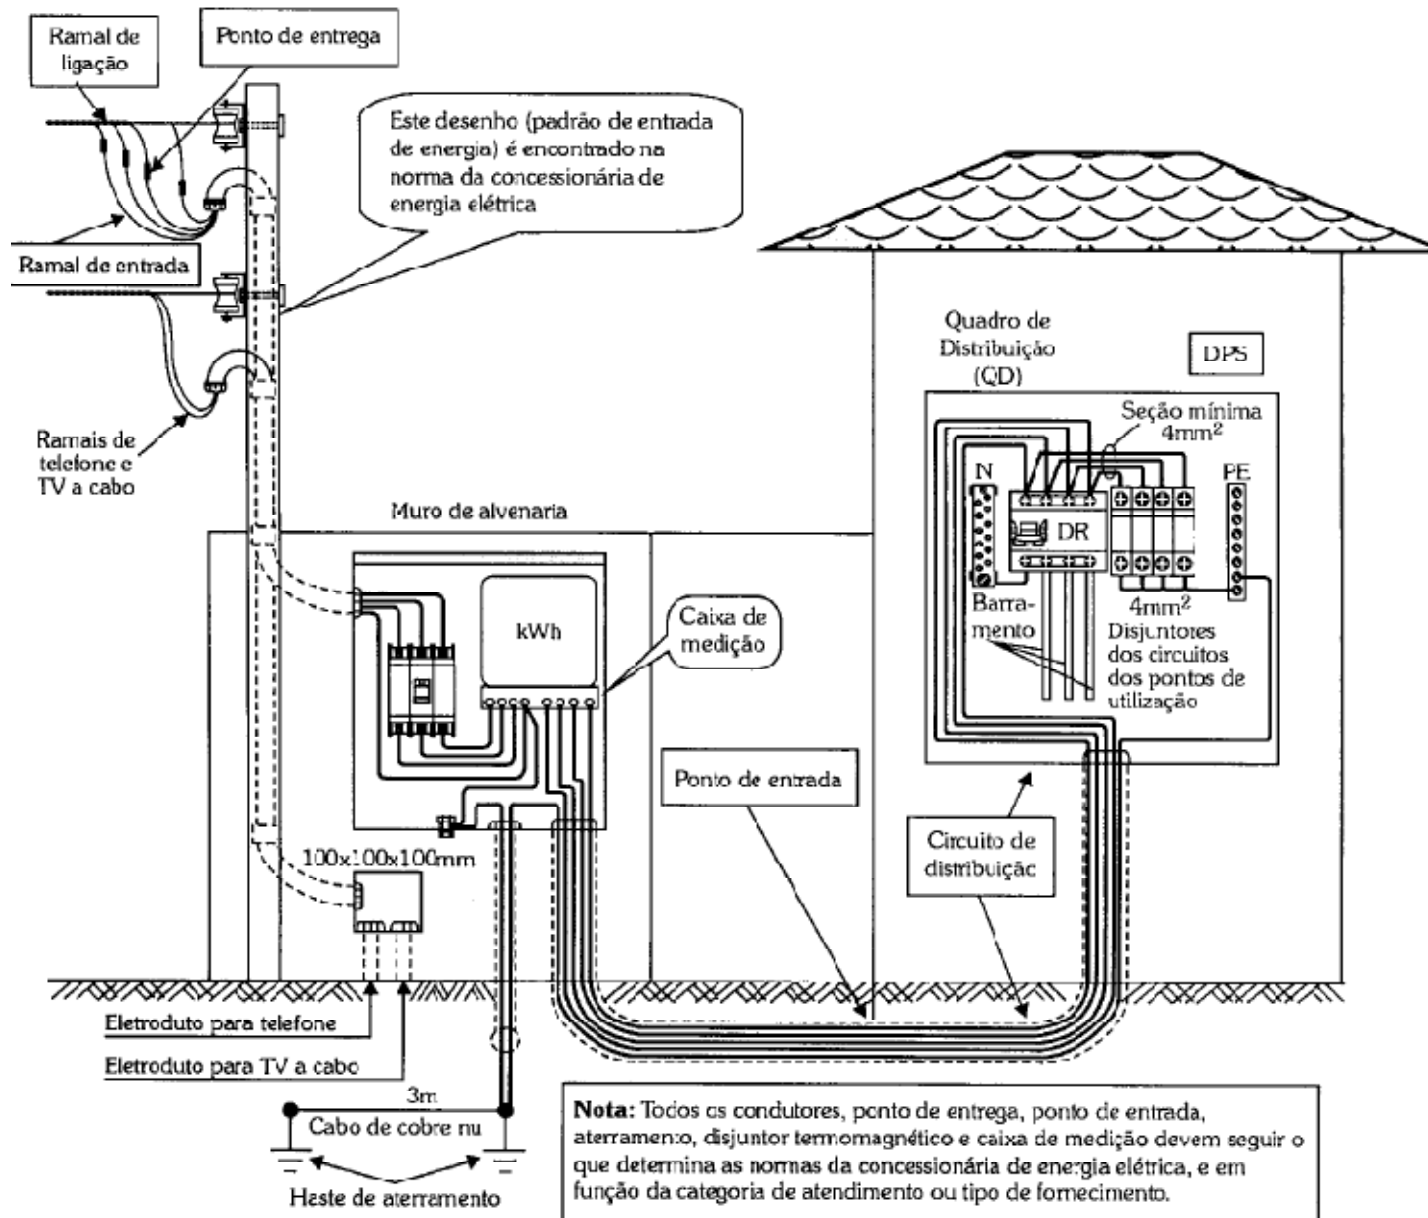 Ramal de
ligação
Ponto de entrega
Este desenho (padrão de entrada
de energia) é encontrado na
norma da concessionária de
energia elétrica
Ramal de entrada
Ramais de
telefone e
TV a cabo
Quadro de
Distribuição
(QD)
DPS
Seção mínima
4mm²
N
DR
PE
Barra-
mento
4mm²
Disjuntores
dos circuitos
dos pontos de
utilização
Muro de alvenaria
kWh
Caixa de
medição
Ponto de entrada
Circuito de
distribuição
100x100x100mm
Eletroduto para telefone
Eletroduto para TV a cabo
3m
Cabo de cobre nu
Haste de aterramento
Nota: Todos os condutores, ponto de entrega, ponto de entrada,
aterramento, disjuntor termomagnético e caixa de medição devem seguir o
que determina as normas da concessionária de energia elétrica, e em
função da categoria de atendimento ou tipo de fornecimento.